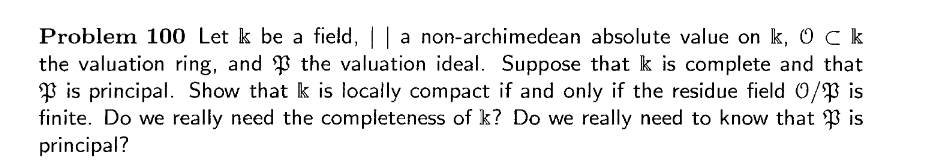 Problem 100 Let 𝕜 be a field, | | a non-archimedean absolute value on 𝕜, 𝒪 ⊂ 𝕜
the valuation ring, and 𝔓 the valuation ideal. Suppose that 𝕜 is complete and that
𝔓 is principal. Show that 𝕜 is locally compact if and only if the residue field 𝒪/𝔓 is
finite. Do we really need the completeness of 𝕜? Do we really need to know that 𝔓 is
principal?